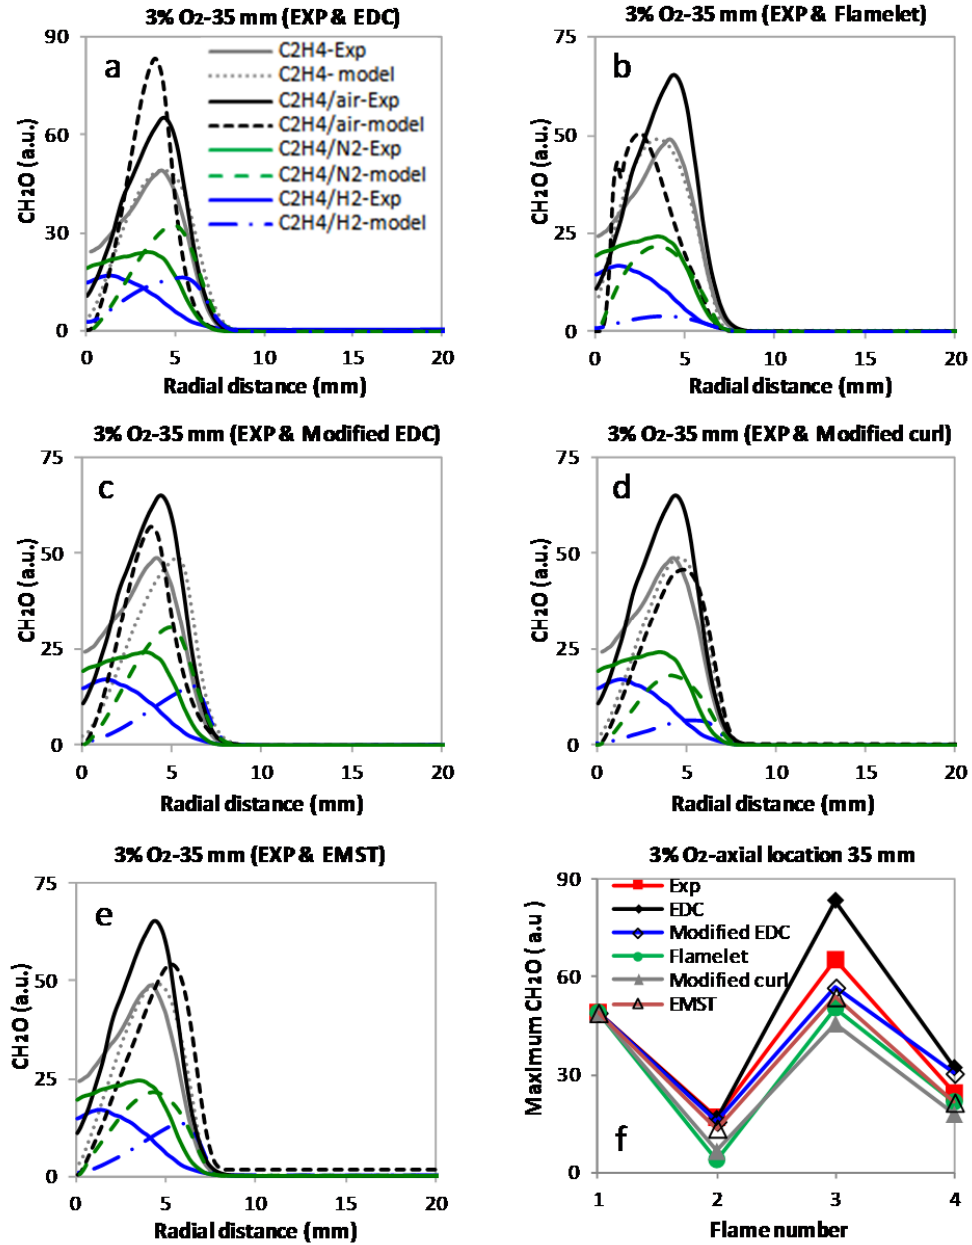 3% O2-35 mm (EXP & EDC)
90
60
30
0
CH2O (a.u.)
a
C2H4-Exp
C2H4- model
C2H4/air-Exp
C2H4/air-model
C2H4/N2-Exp
C2H4/N2-model
C2H4/H2-Exp
C2H4/H2-model
0 5 10 15 20
Radial distance (mm)
3% O2-35 mm (EXP & Flamelet)
75
50
25
0
CH2O (a.u.)
b
0 5 10 15 20
Radial distance (mm)
3% O2-35 mm (EXP & Modified EDC)
75
50
25
0
CH2O (a.u.)
c
0 5 10 15 20
Radial distance (mm)
3% O2-35 mm (EXP & Modified curl)
75
50
25
0
CH2O (a.u.)
d
0 5 10 15 20
Radial distance (mm)
3% O2-35 mm (EXP & EMST)
75
50
25
0
CH2O (a.u.)
e
0 5 10 15 20
Radial distance (mm)
3% O2-axial location 35 mm
90
60
30
0
Maximum CH2O ( a.u )
Exp
EDC
Modified EDC
Flamelet
Modified curl
EMST
f
1 2 3 4
Flame number